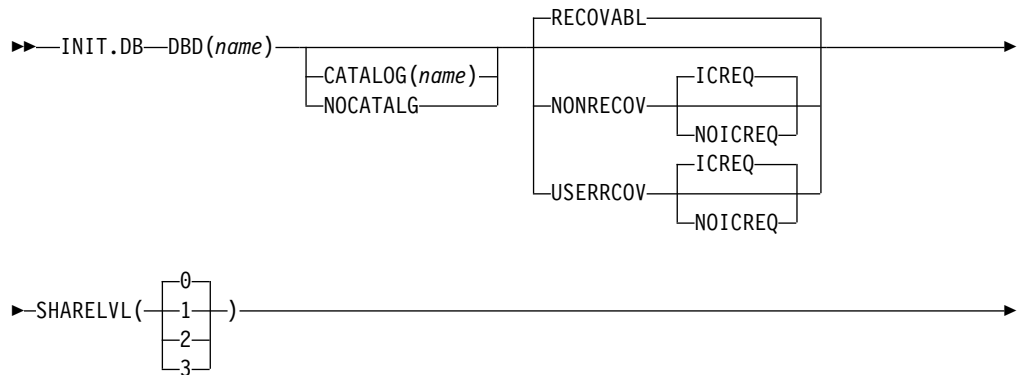 RECOVABL
INIT.DB DBD(name)
CATALOG(name) ICREQ
NOCATALG NONRECOV
NOICREQ
ICREQ
USERRCOV
NOICREQ
0
SHARELVL( 1 )
2
3